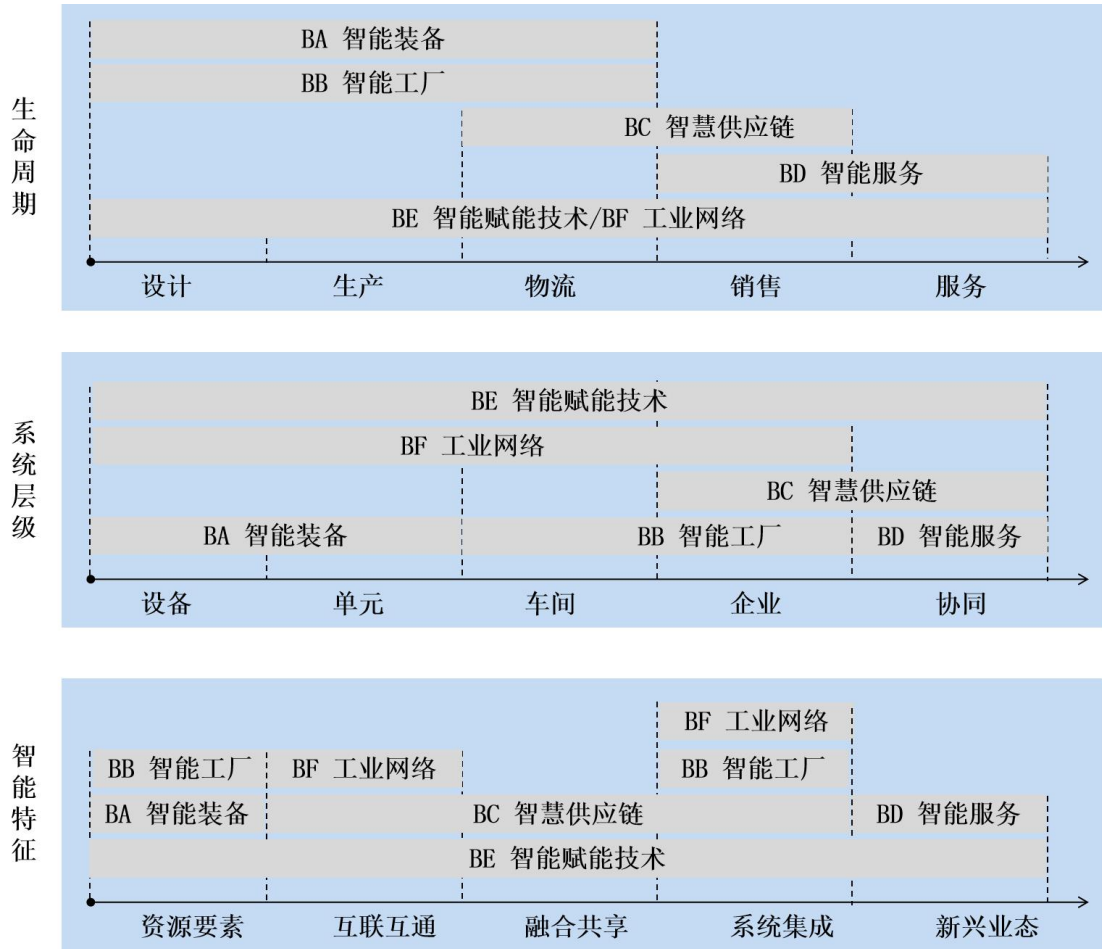 生命周期
BA 智能装备
BB 智能工厂
BC 智慧供应链
BD 智能服务
BE 智能赋能技术/BF 工业网络
设计 生产 物流 销售 服务
系统层级
BE 智能赋能技术
BF 工业网络
BC 智慧供应链
BA 智能装备 BB 智能工厂 BD 智能服务
设备 单元 车间 企业 协同
智能特征
BF 工业网络
BB 智能工厂 BF 工业网络 BB 智能工厂
BA 智能装备 BC 智慧供应链 BD 智能服务
BE 智能赋能技术
资源要素 互联互通 融合共享 系统集成 新兴业态